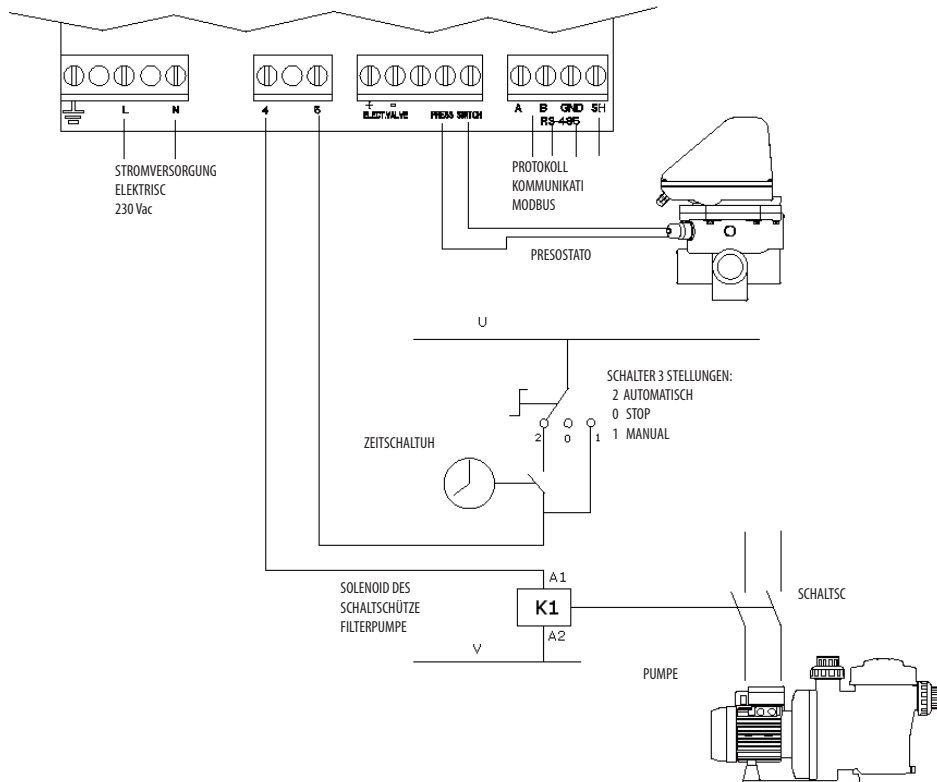 L N 4 5 + - ELECT.VALVE PRESS SWITCH A B GND SH
RS-485
STROMVERSORGUNG
ELEKTRISC
230 Vac
PROTOKOLL
KOMMUNIKATI
MODBUS
PRESOSTATO
U
SCHALTER 3 STELLUNGEN:
2 AUTOMATISCH
0 STOP
1 MANUAL
2 0 1
ZEITSCHALTUH
A1
SOLENOID DES
SCHALTSCHÜTZE
FILTERPUMPE
K1
SCHALTSC
A2
V
PUMPE